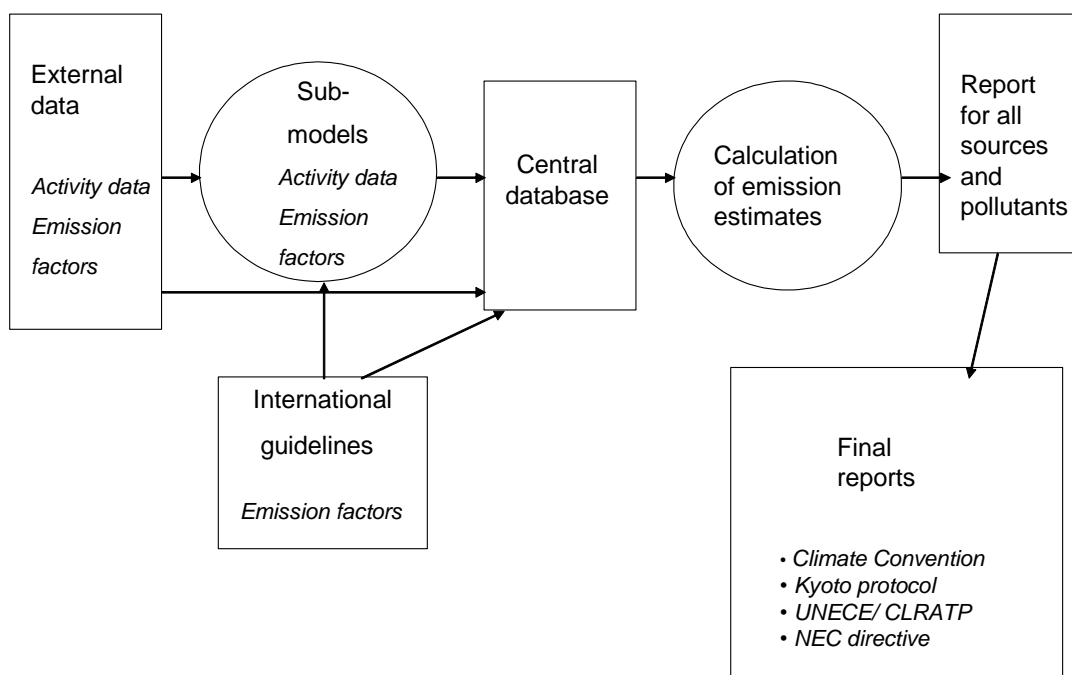 External
data
Activity data
Emission
factors
Sub-
models
Activity data
Emission
factors
Central
database
Calculation
of emission
estimates
Report
for all
sources
and
pollutants
International
guidelines
Emission factors
Final
reports
• Climate Convention
• Kyoto protocol
• UNECE/ CLRATP
• NEC directive